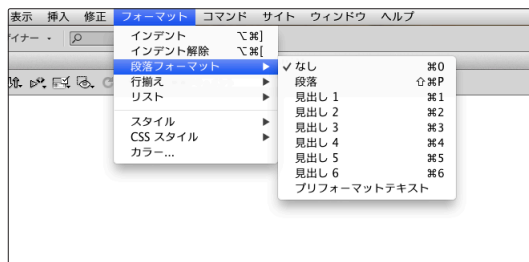 表示 挿入 修正 フォーマット コマンド サイト ウィンドウ ヘルプ
イナー
インデント ⌥⌘]
インデント解除 ⌥⌘[
段落フォーマット
行揃え
リスト
スタイル
CSS スタイル
カラー...
なし ⌘0
段落 ⇧⌘P
見出し 1 ⌘1
見出し 2 ⌘2
見出し 3 ⌘3
見出し 4 ⌘4
見出し 5 ⌘5
見出し 6 ⌘6
プリフォーマットテキスト